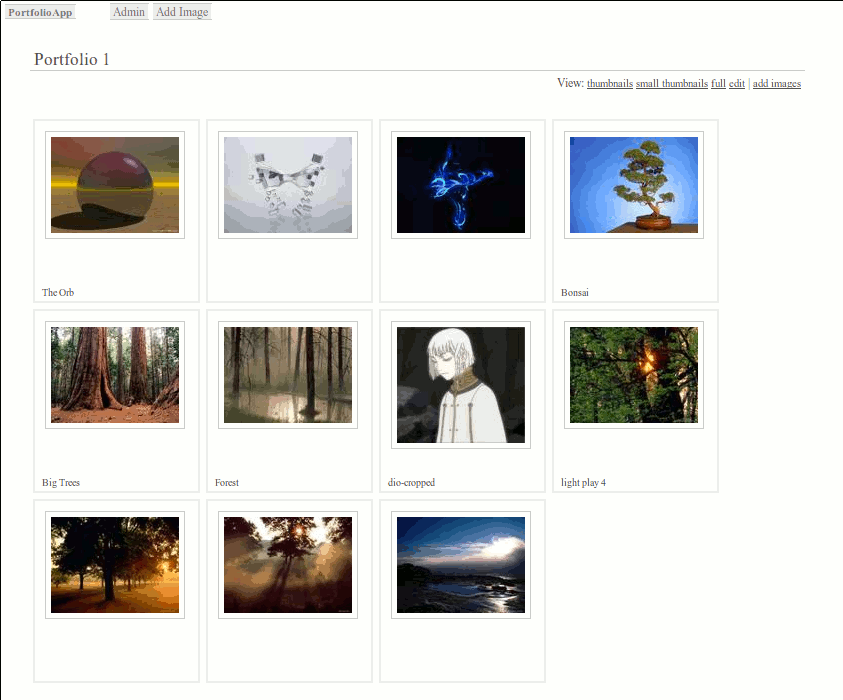 PortfolioApp Admin Add Image
Portfolio 1
View: thumbnails small thumbnails full edit | add images
The Orb Bonsai
Big Trees Forest dio-cropped light play 4